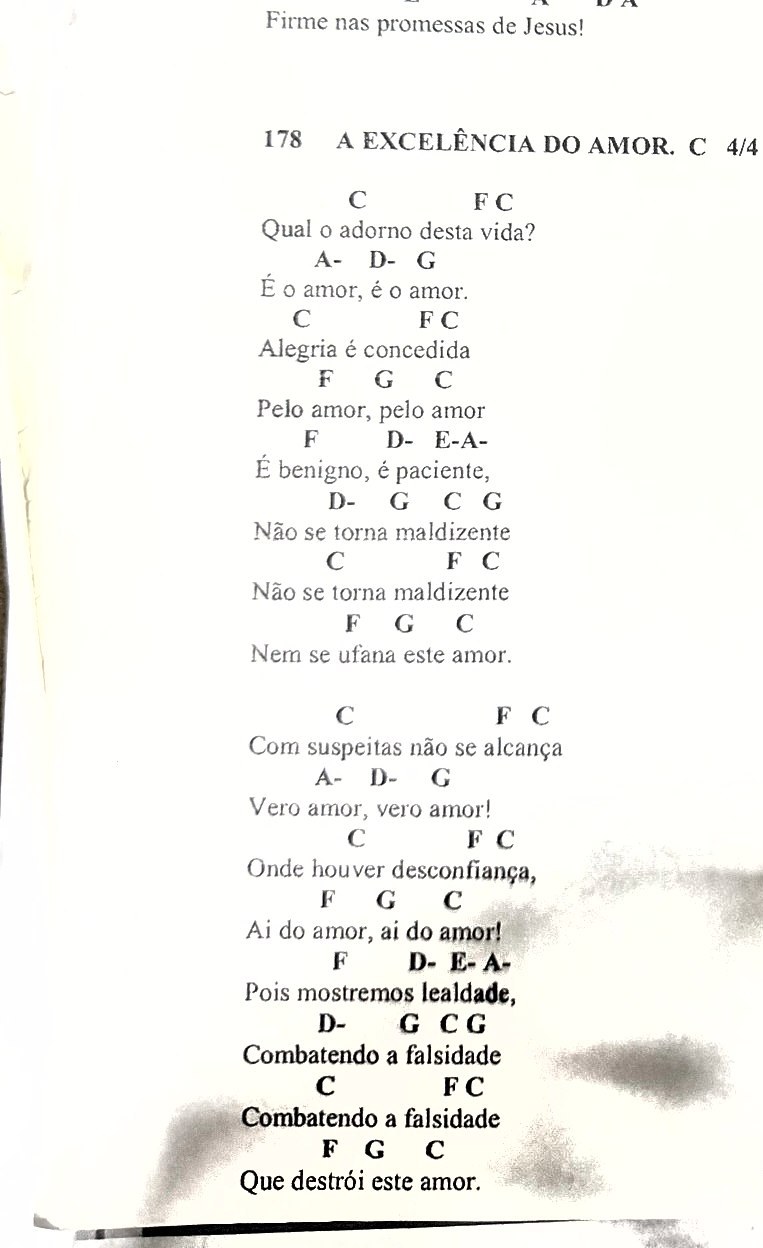 Firme nas promessas de Jesus!
178 A EXCELÊNCIA DO AMOR. C 4/4
C F C
Qual o adorno desta vida?
A- D- G
É o amor, é o amor.
C F C
Alegria é concedida
F G C
Pelo amor, pelo amor
F D- E-A-
É benigno, é paciente,
D- G C G
Não se torna maldizente
C F C
Não se torna maldizente
F G C
Nem se ufana este amor.
C F C
Com suspeitas não se alcança
A- D- G
Vero amor, vero amor!
C F C
Onde houver desconfiança,
F G C
Ai do amor, ai do amor!
F D- E- A-
Pois mostremos lealdade,
D- G C G
Combatendo a falsidade
C F C
Combatendo a falsidade
F G C
Que destrói este amor.